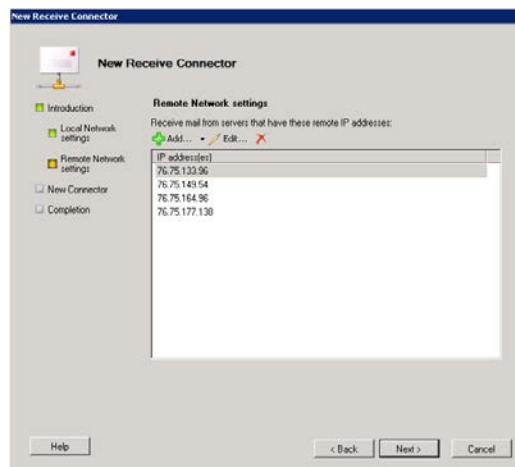 New Receive Connector
New Receive Connector
Introduction
Local Network
settings
Remote Network
settings
New Connector
Completion
Remote Network settings
Receive mail from servers that have these remote IP addresses:
Add...
Edit...
IP address(es)
76.75.133.96
76.75.149.54
76.75.164.96
76.75.177.138
Help
< Back
Next >
Cancel